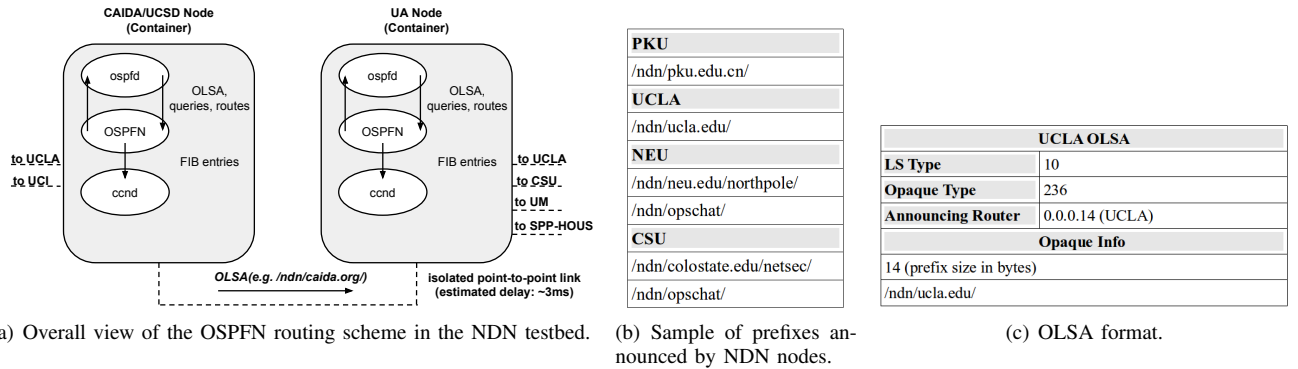 CAIDA/UCSD Node
(Container)
UA Node
(Container)
ospfd
OLSA,
queries, routes
OSPFN
FIB entries
ccnd
to UCLA
to UCI
ospfd
OLSA,
queries, routes
OSPFN
FIB entries
ccnd
to UCLA
to CSU
to UM
to SPP-HOUS
OLSA(e.g. /ndn/caida.org/)
isolated point-to-point link
(estimated delay: ~3ms)
a) Overall view of the OSPFN routing scheme in the NDN testbed.
PKU
/ndn/pku.edu.cn/
UCLA
/ndn/ucla.edu/
NEU
/ndn/neu.edu/northpole/
/ndn/opschat/
CSU
/ndn/colostate.edu/netsec/
/ndn/opschat/
(b) Sample of prefixes an-
nounced by NDN nodes.
UCLA OLSA
LS Type 10
Opaque Type 236
Announcing Router 0.0.0.14 (UCLA)
Opaque Info
14 (prefix size in bytes)
/ndn/ucla.edu/
(c) OLSA format.